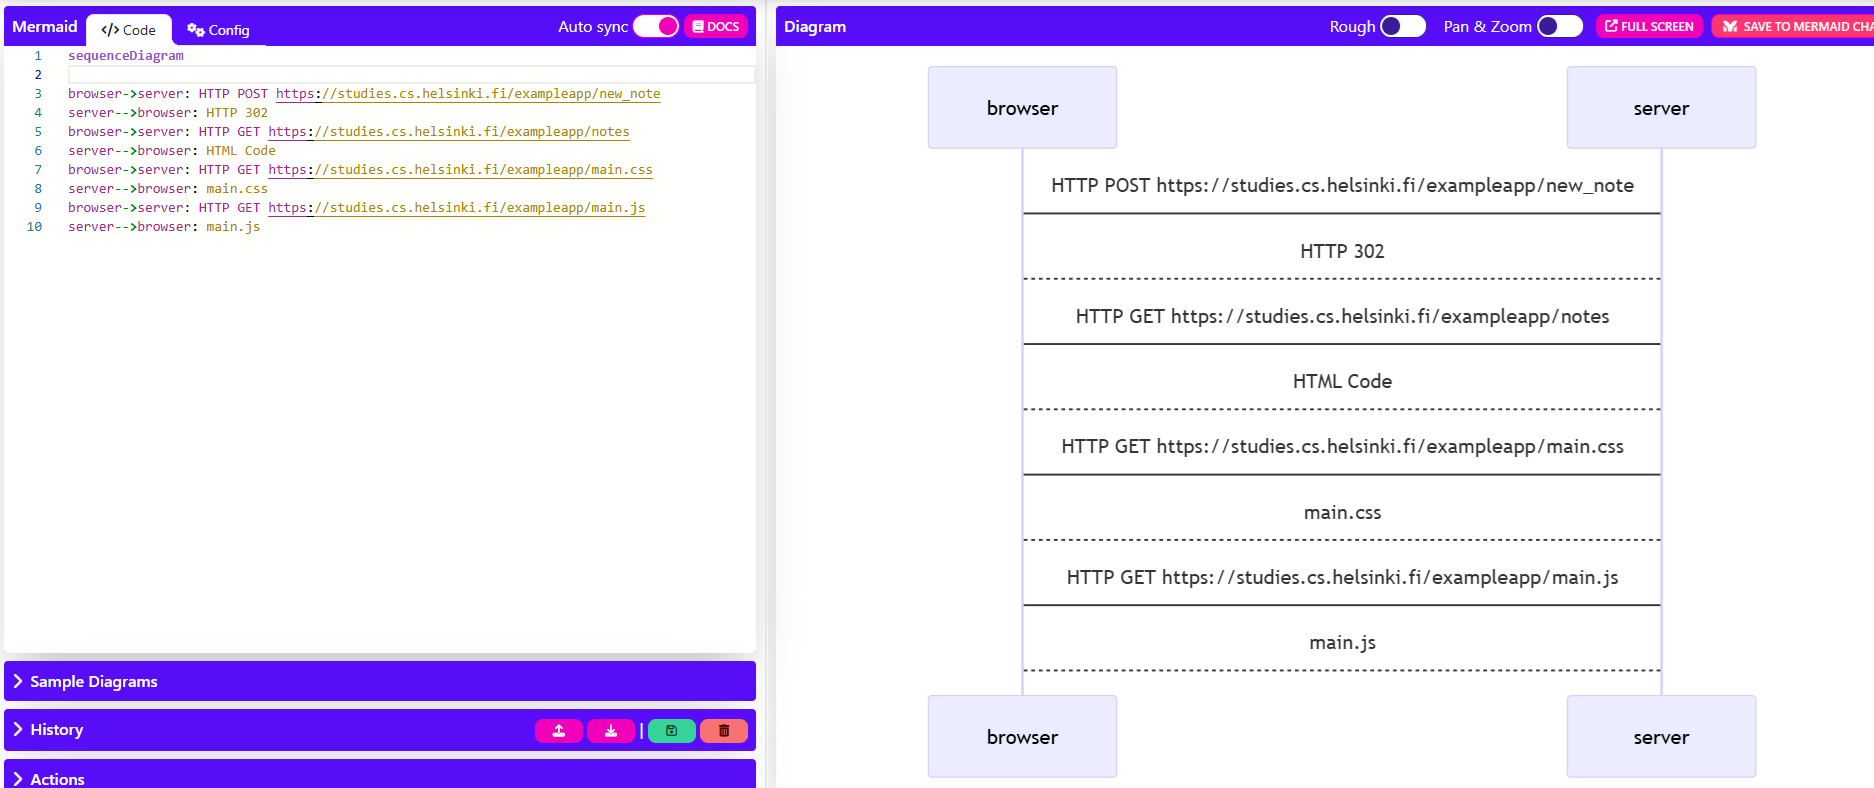 Mermaid
Code
Config
Auto sync
DOCS
1 sequenceDiagram
2
3 browser->server: HTTP POST https://studies.cs.helsinki.fi/exampleapp/new_note
4 server-->browser: HTTP 302
5 browser->server: HTTP GET https://studies.cs.helsinki.fi/exampleapp/notes
6 server-->browser: HTML Code
7 browser->server: HTTP GET https://studies.cs.helsinki.fi/exampleapp/main.css
8 server-->browser: main.css
9 browser->server: HTTP GET https://studies.cs.helsinki.fi/exampleapp/main.js
10 server-->browser: main.js
Sample Diagrams
History
Actions
Diagram
Rough
Pan & Zoom
FULL SCREEN
SAVE TO MERMAID CHA
browser server
HTTP POST https://studies.cs.helsinki.fi/exampleapp/new_note
HTTP 302
HTTP GET https://studies.cs.helsinki.fi/exampleapp/notes
HTML Code
HTTP GET https://studies.cs.helsinki.fi/exampleapp/main.css
main.css
HTTP GET https://studies.cs.helsinki.fi/exampleapp/main.js
main.js
browser server